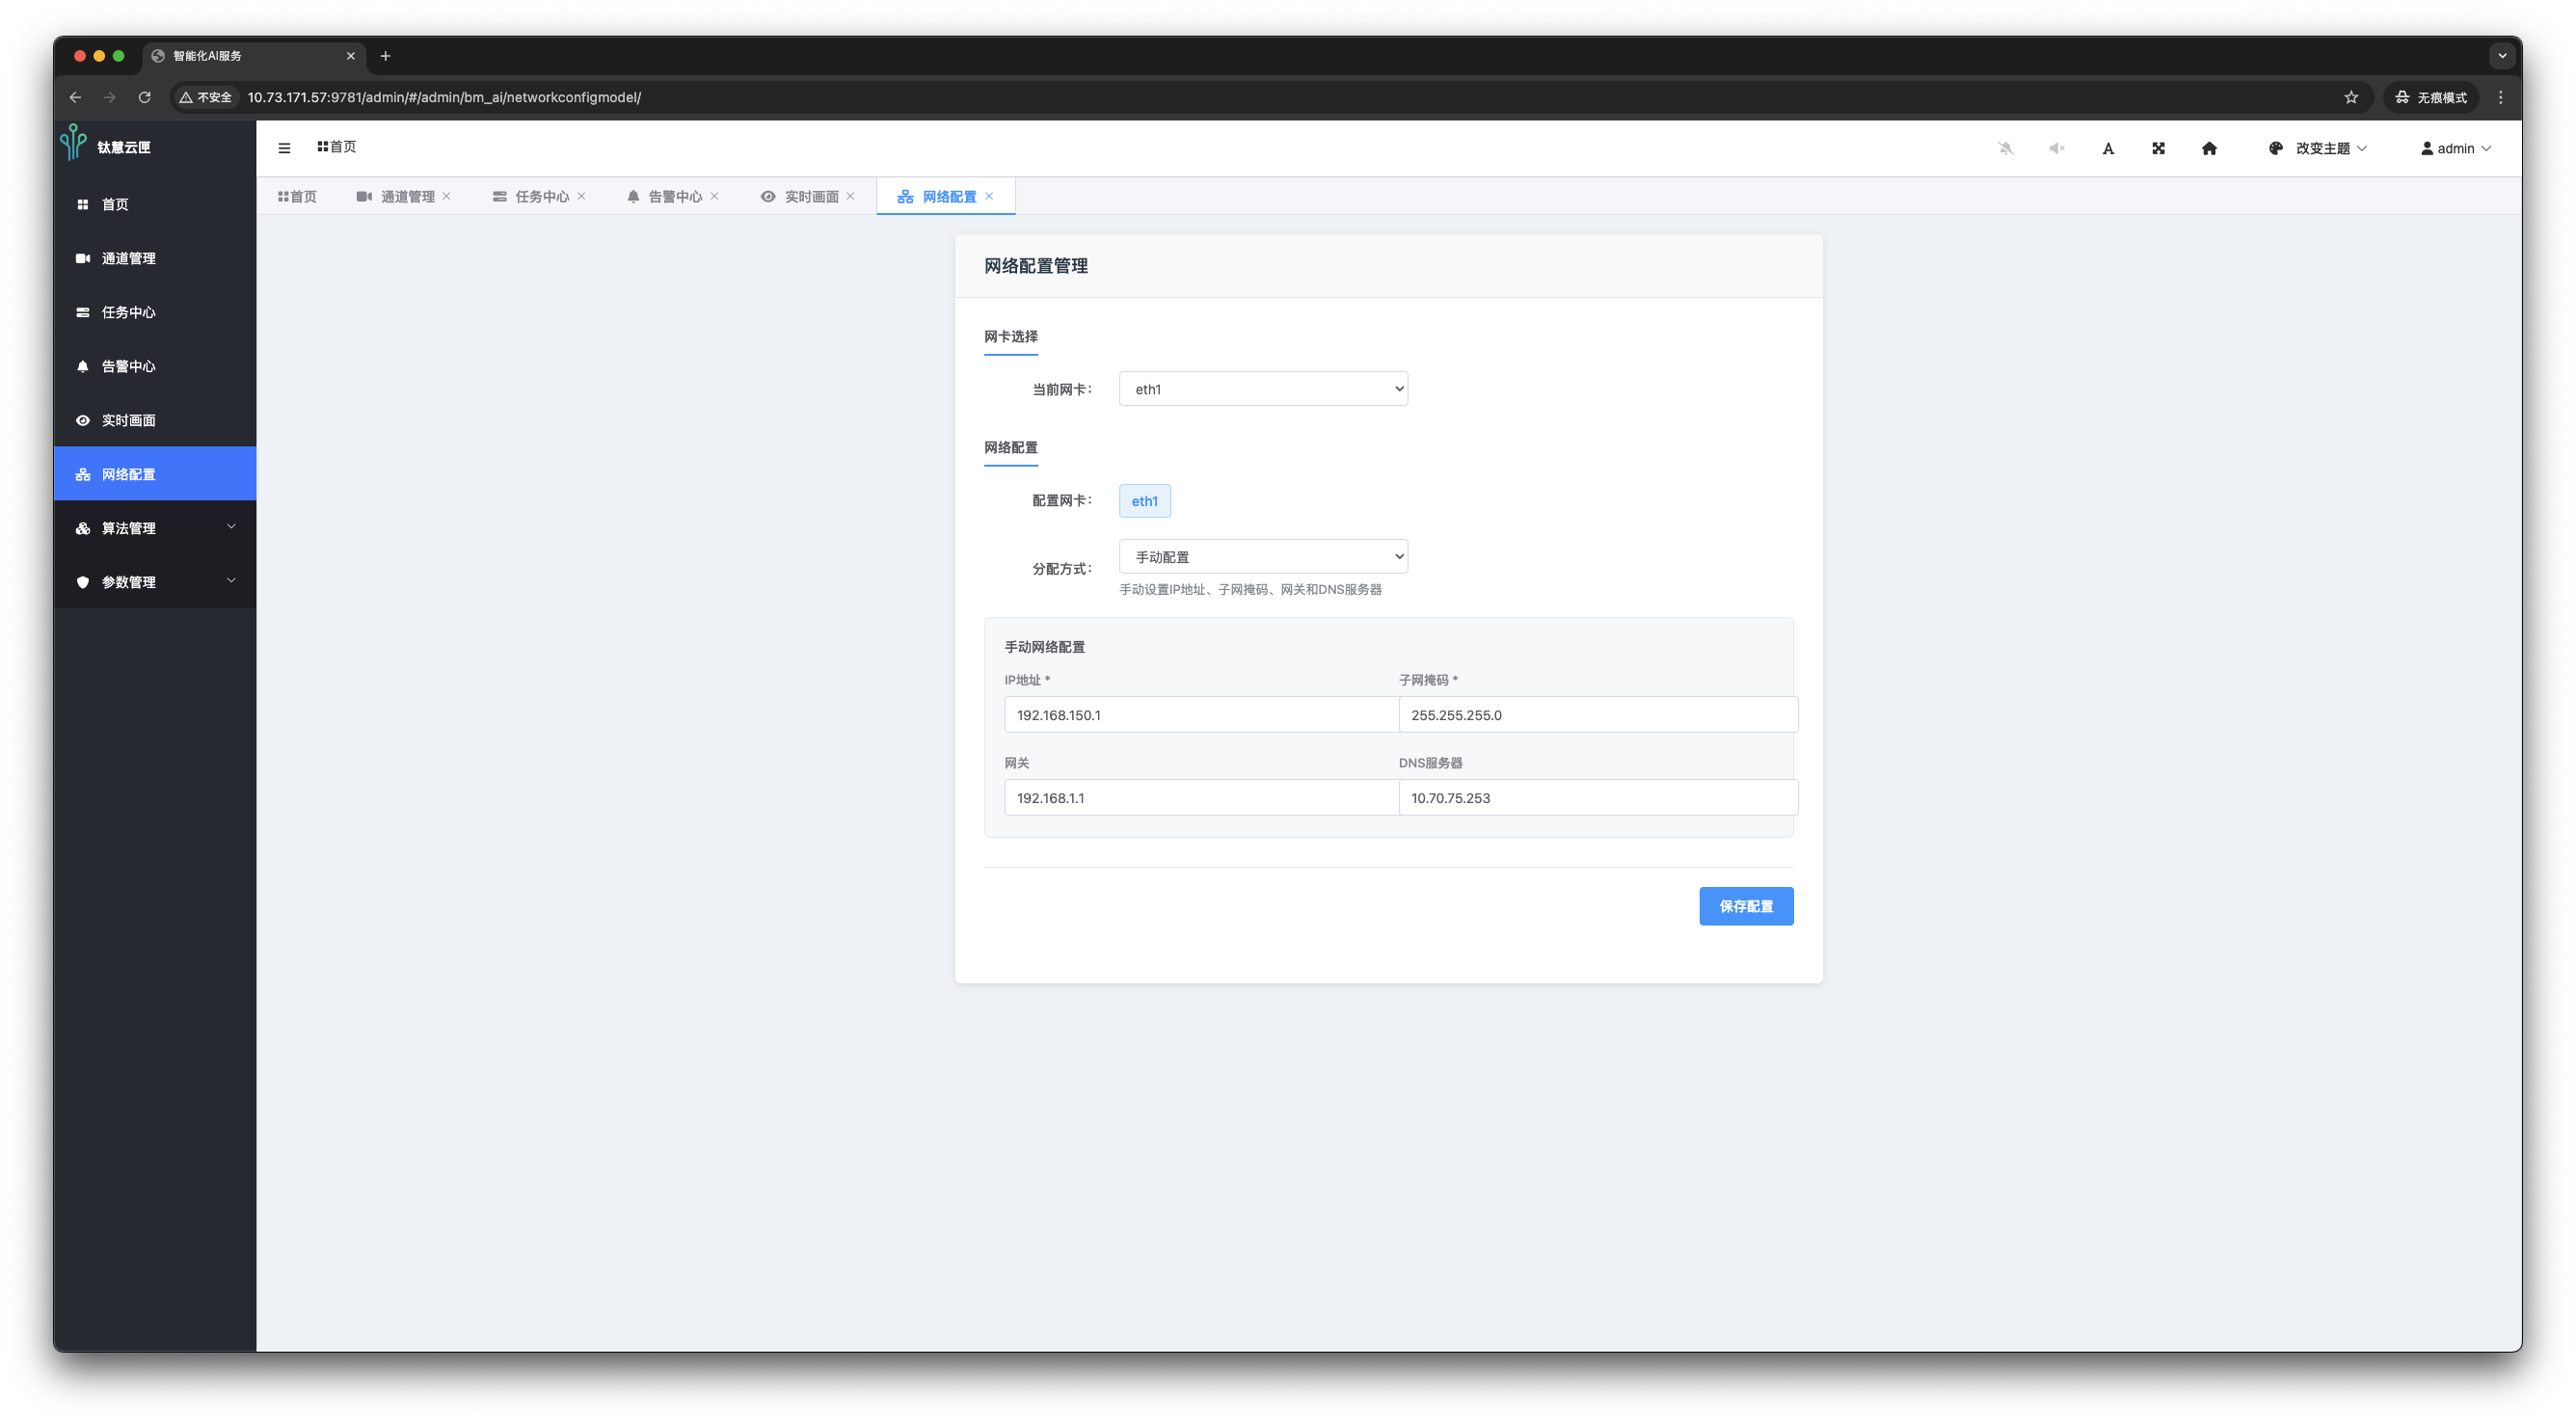 智能化AI服务
不安全 10.73.171.57:9781/admin/#/admin/bm_ai/networkconfigmodel/ 无痕模式
钛慧云匣
首页 改变主题 admin
首页 通道管理 任务中心 告警中心 实时画面 网络配置
首页
通道管理
任务中心
告警中心
实时画面
网络配置
算法管理
参数管理
网络配置管理
网卡选择
当前网卡: eth1
网络配置
配置网卡: eth1
分配方式: 手动配置
手动设置IP地址、子网掩码、网关和DNS服务器
手动网络配置
IP地址 * 子网掩码 *
192.168.150.1 255.255.255.0
网关 DNS服务器
192.168.1.1 10.70.75.253
保存配置